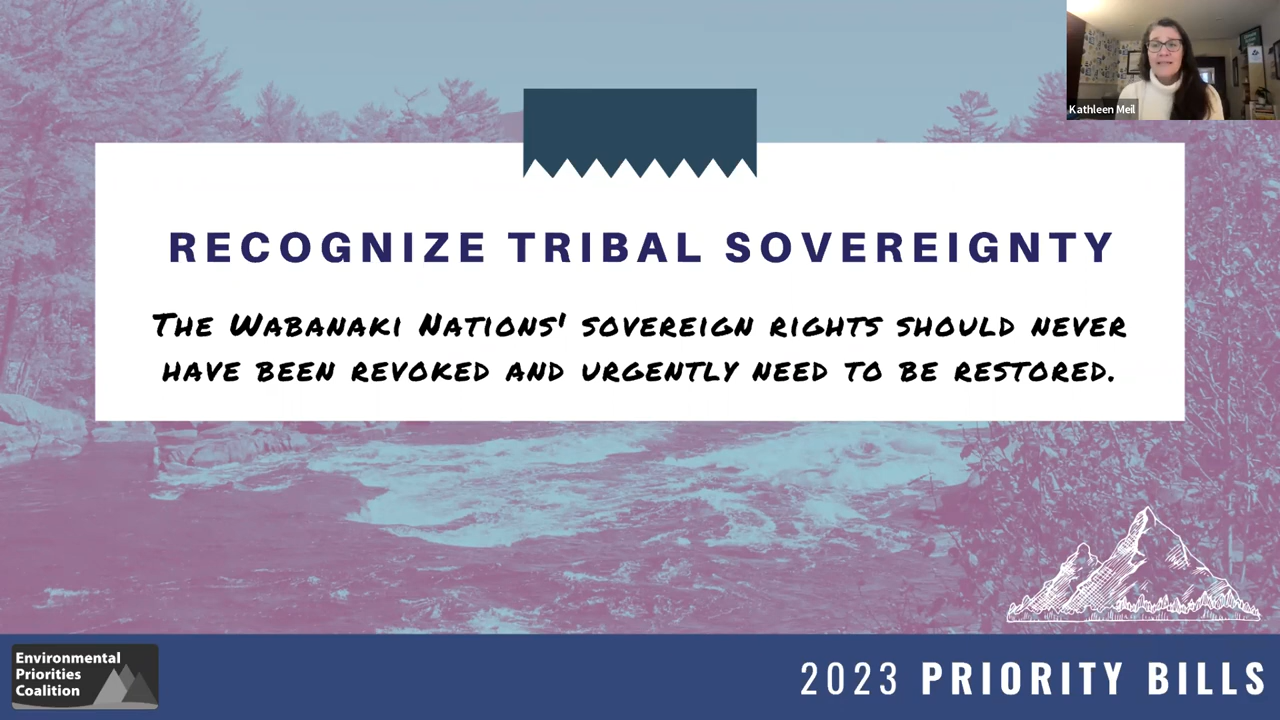 Kathleen Meil
RECOGNIZE TRIBAL SOVEREIGNTY
The Wabanaki Nations' sovereign rights should never
have been revoked and urgently need to be restored.
Environmental
Priorities
Coalition
2023 PRIORITY BILLS